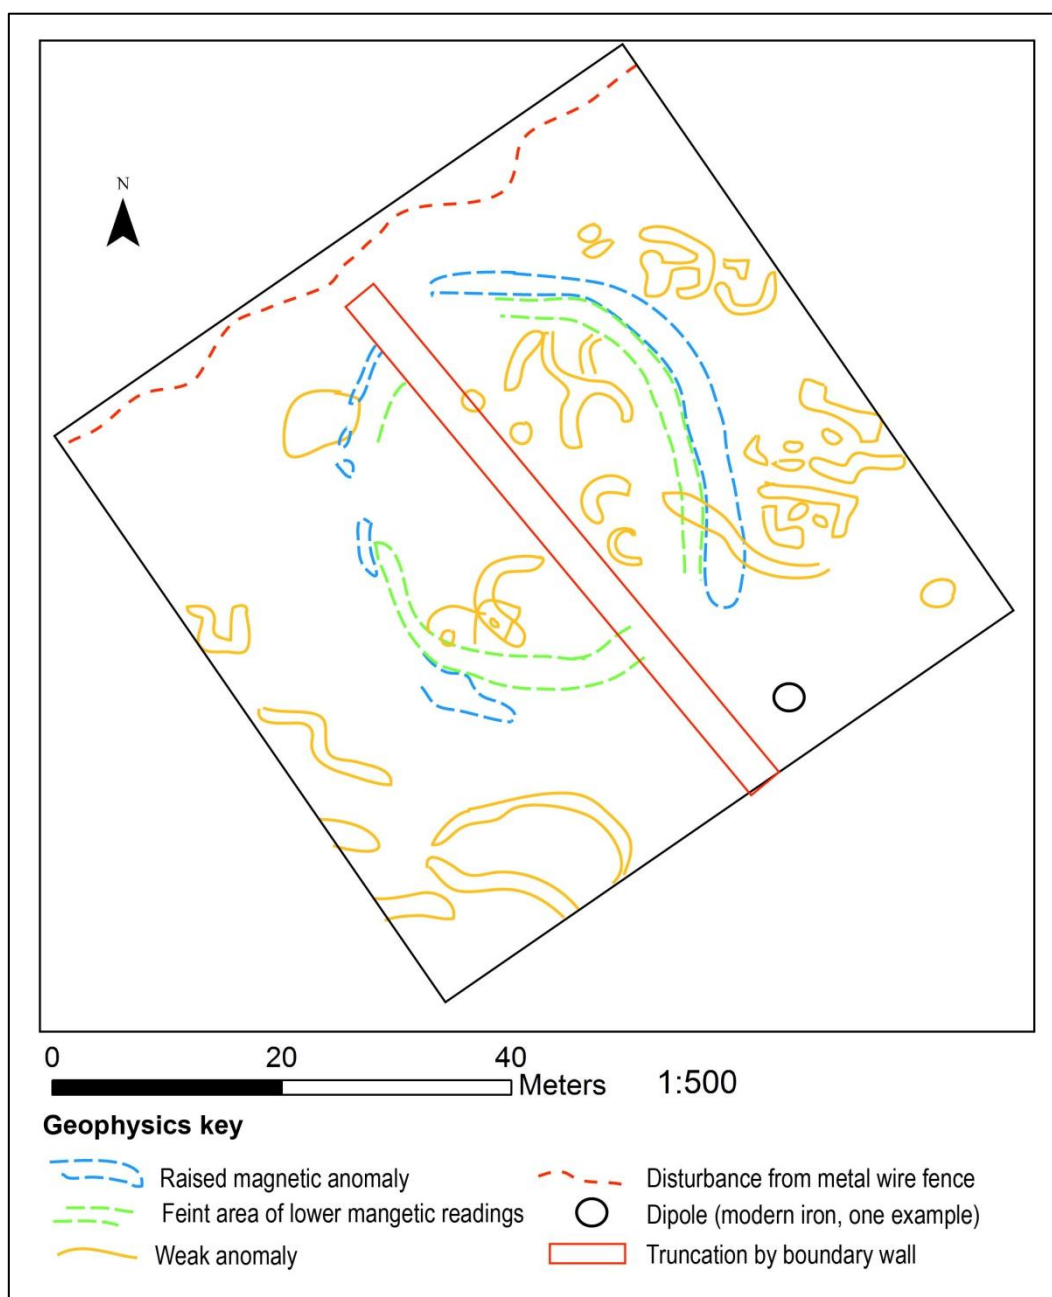 N
0 20 40
Meters 1:500
Geophysics key
Raised magnetic anomaly
Feint area of lower mangetic readings
Weak anomaly
Disturbance from metal wire fence
Dipole (modern iron, one example)
Truncation by boundary wall